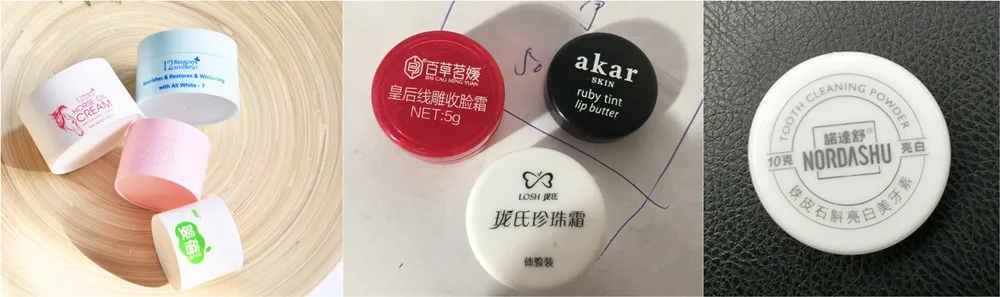 HORSE OIL
CREAM
12
Nourishes & Restores & Whitening
with All White - 7
百草茗媛®
BAI CAO MING YUAN
皇后线雕收脸霜
NET:5g
akar
SKIN
ruby tint
lip butter
LOSH 珑氏
珑氏珍珠霜
体验装
TOOTH CLEANING POWDER
諾達舒®
10克 NORDASHU 亮白
铁皮石斛亮白美牙素